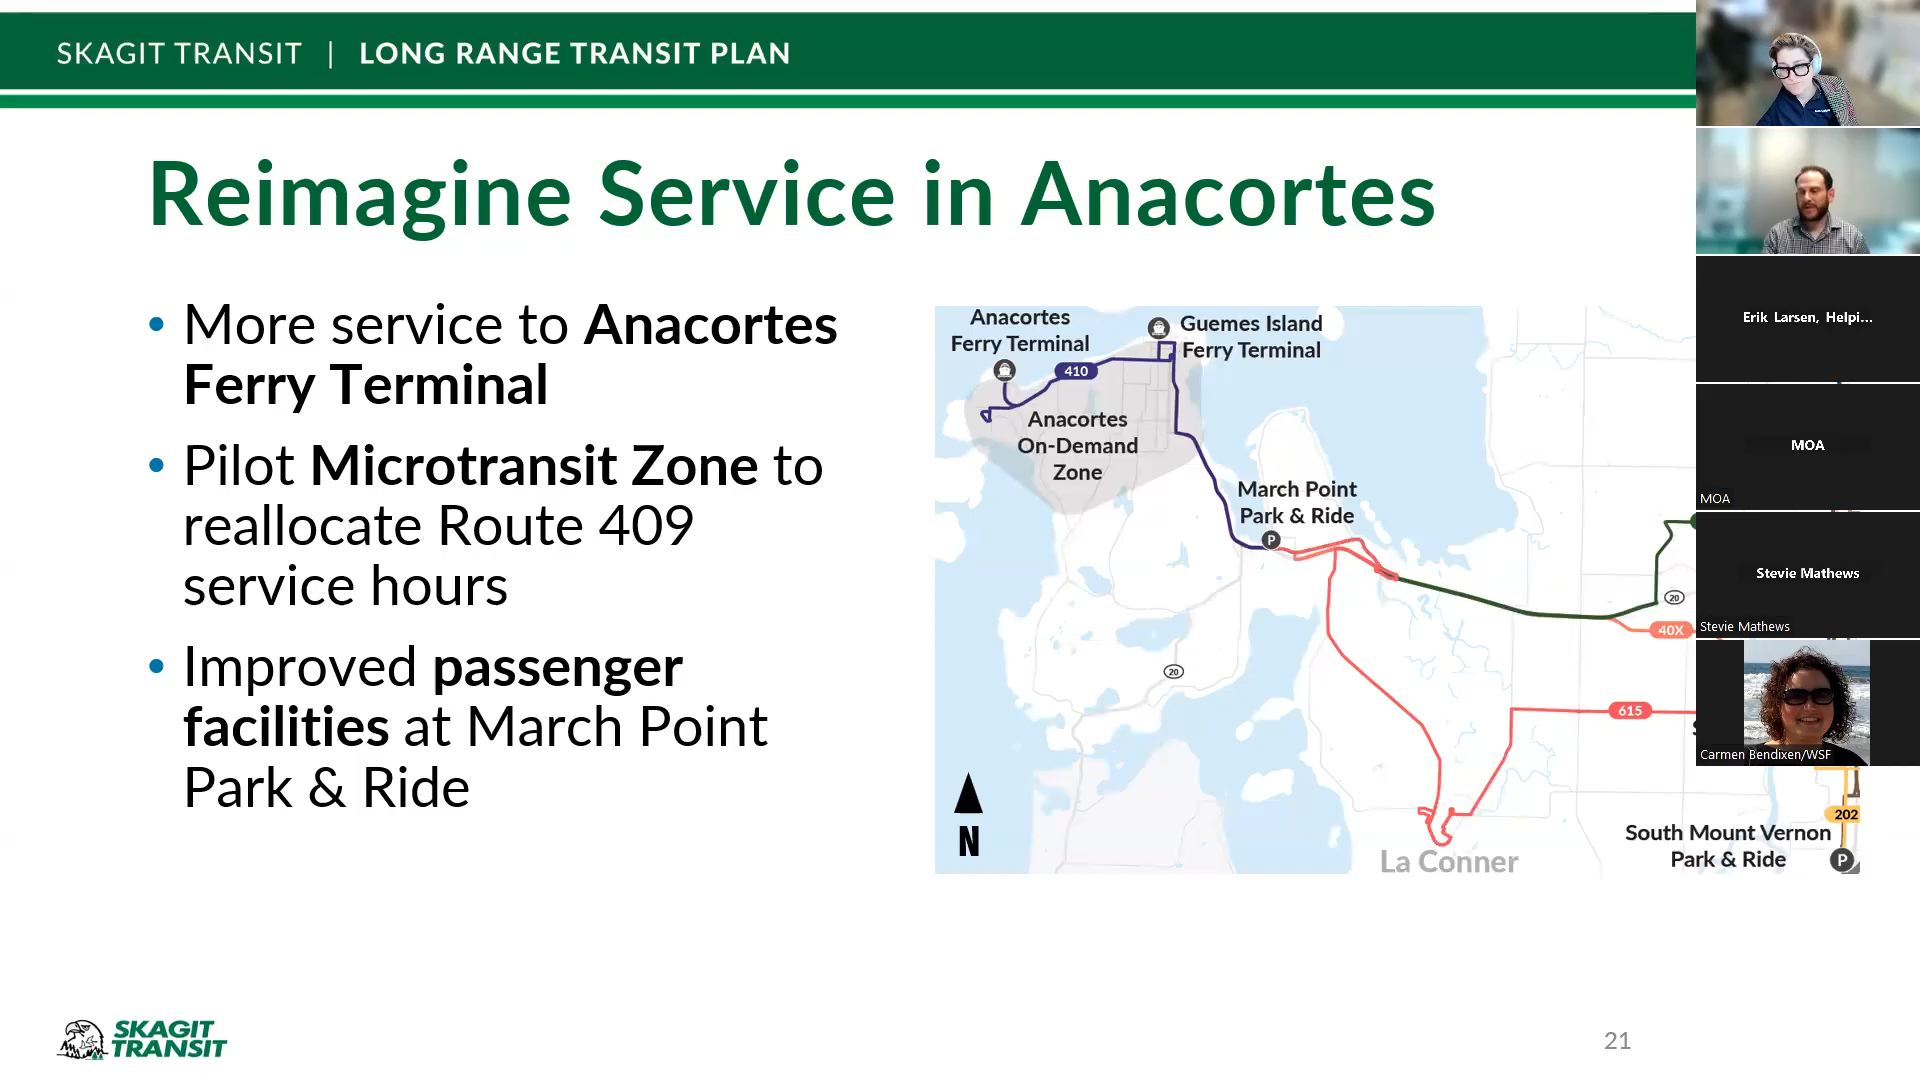 SKAGIT TRANSIT | LONG RANGE TRANSIT PLAN
Reimagine Service in Anacortes
• More service to Anacortes
Ferry Terminal
• Pilot Microtransit Zone to
reallocate Route 409
service hours
• Improved passenger
facilities at March Point
Park & Ride
Anacortes
Ferry Terminal
Guemes Island
Ferry Terminal
410
Anacortes
On-Demand
Zone
March Point
Park & Ride
P
20
40X
20
615
202
South Mount Vernon
Park & Ride
P
La Conner
N
SKAGIT
TRANSIT
21
Erik Larsen, Helpi...
MOA
MOA
Stevie Mathews
Stevie Mathews
Carmen Bendixen/WSF